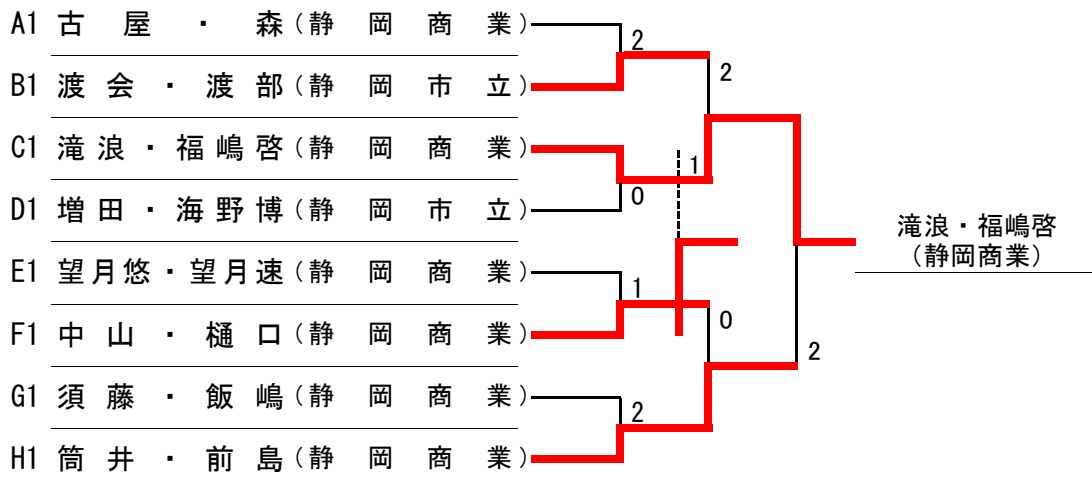 A1 古屋・森(静岡商業)
2
B1 渡会・渡部(静岡市立)
2
C1 滝浪・福嶋啓(静岡商業)
1
0
D1 増田・海野博(静岡市立)
滝浪・福嶋啓
(静岡商業)
E1 望月悠・望月速(静岡商業)
1
F1 中山・樋口(静岡商業)
0
2
G1 須藤・飯嶋(静岡商業)
2
H1 筒井・前島(静岡商業)